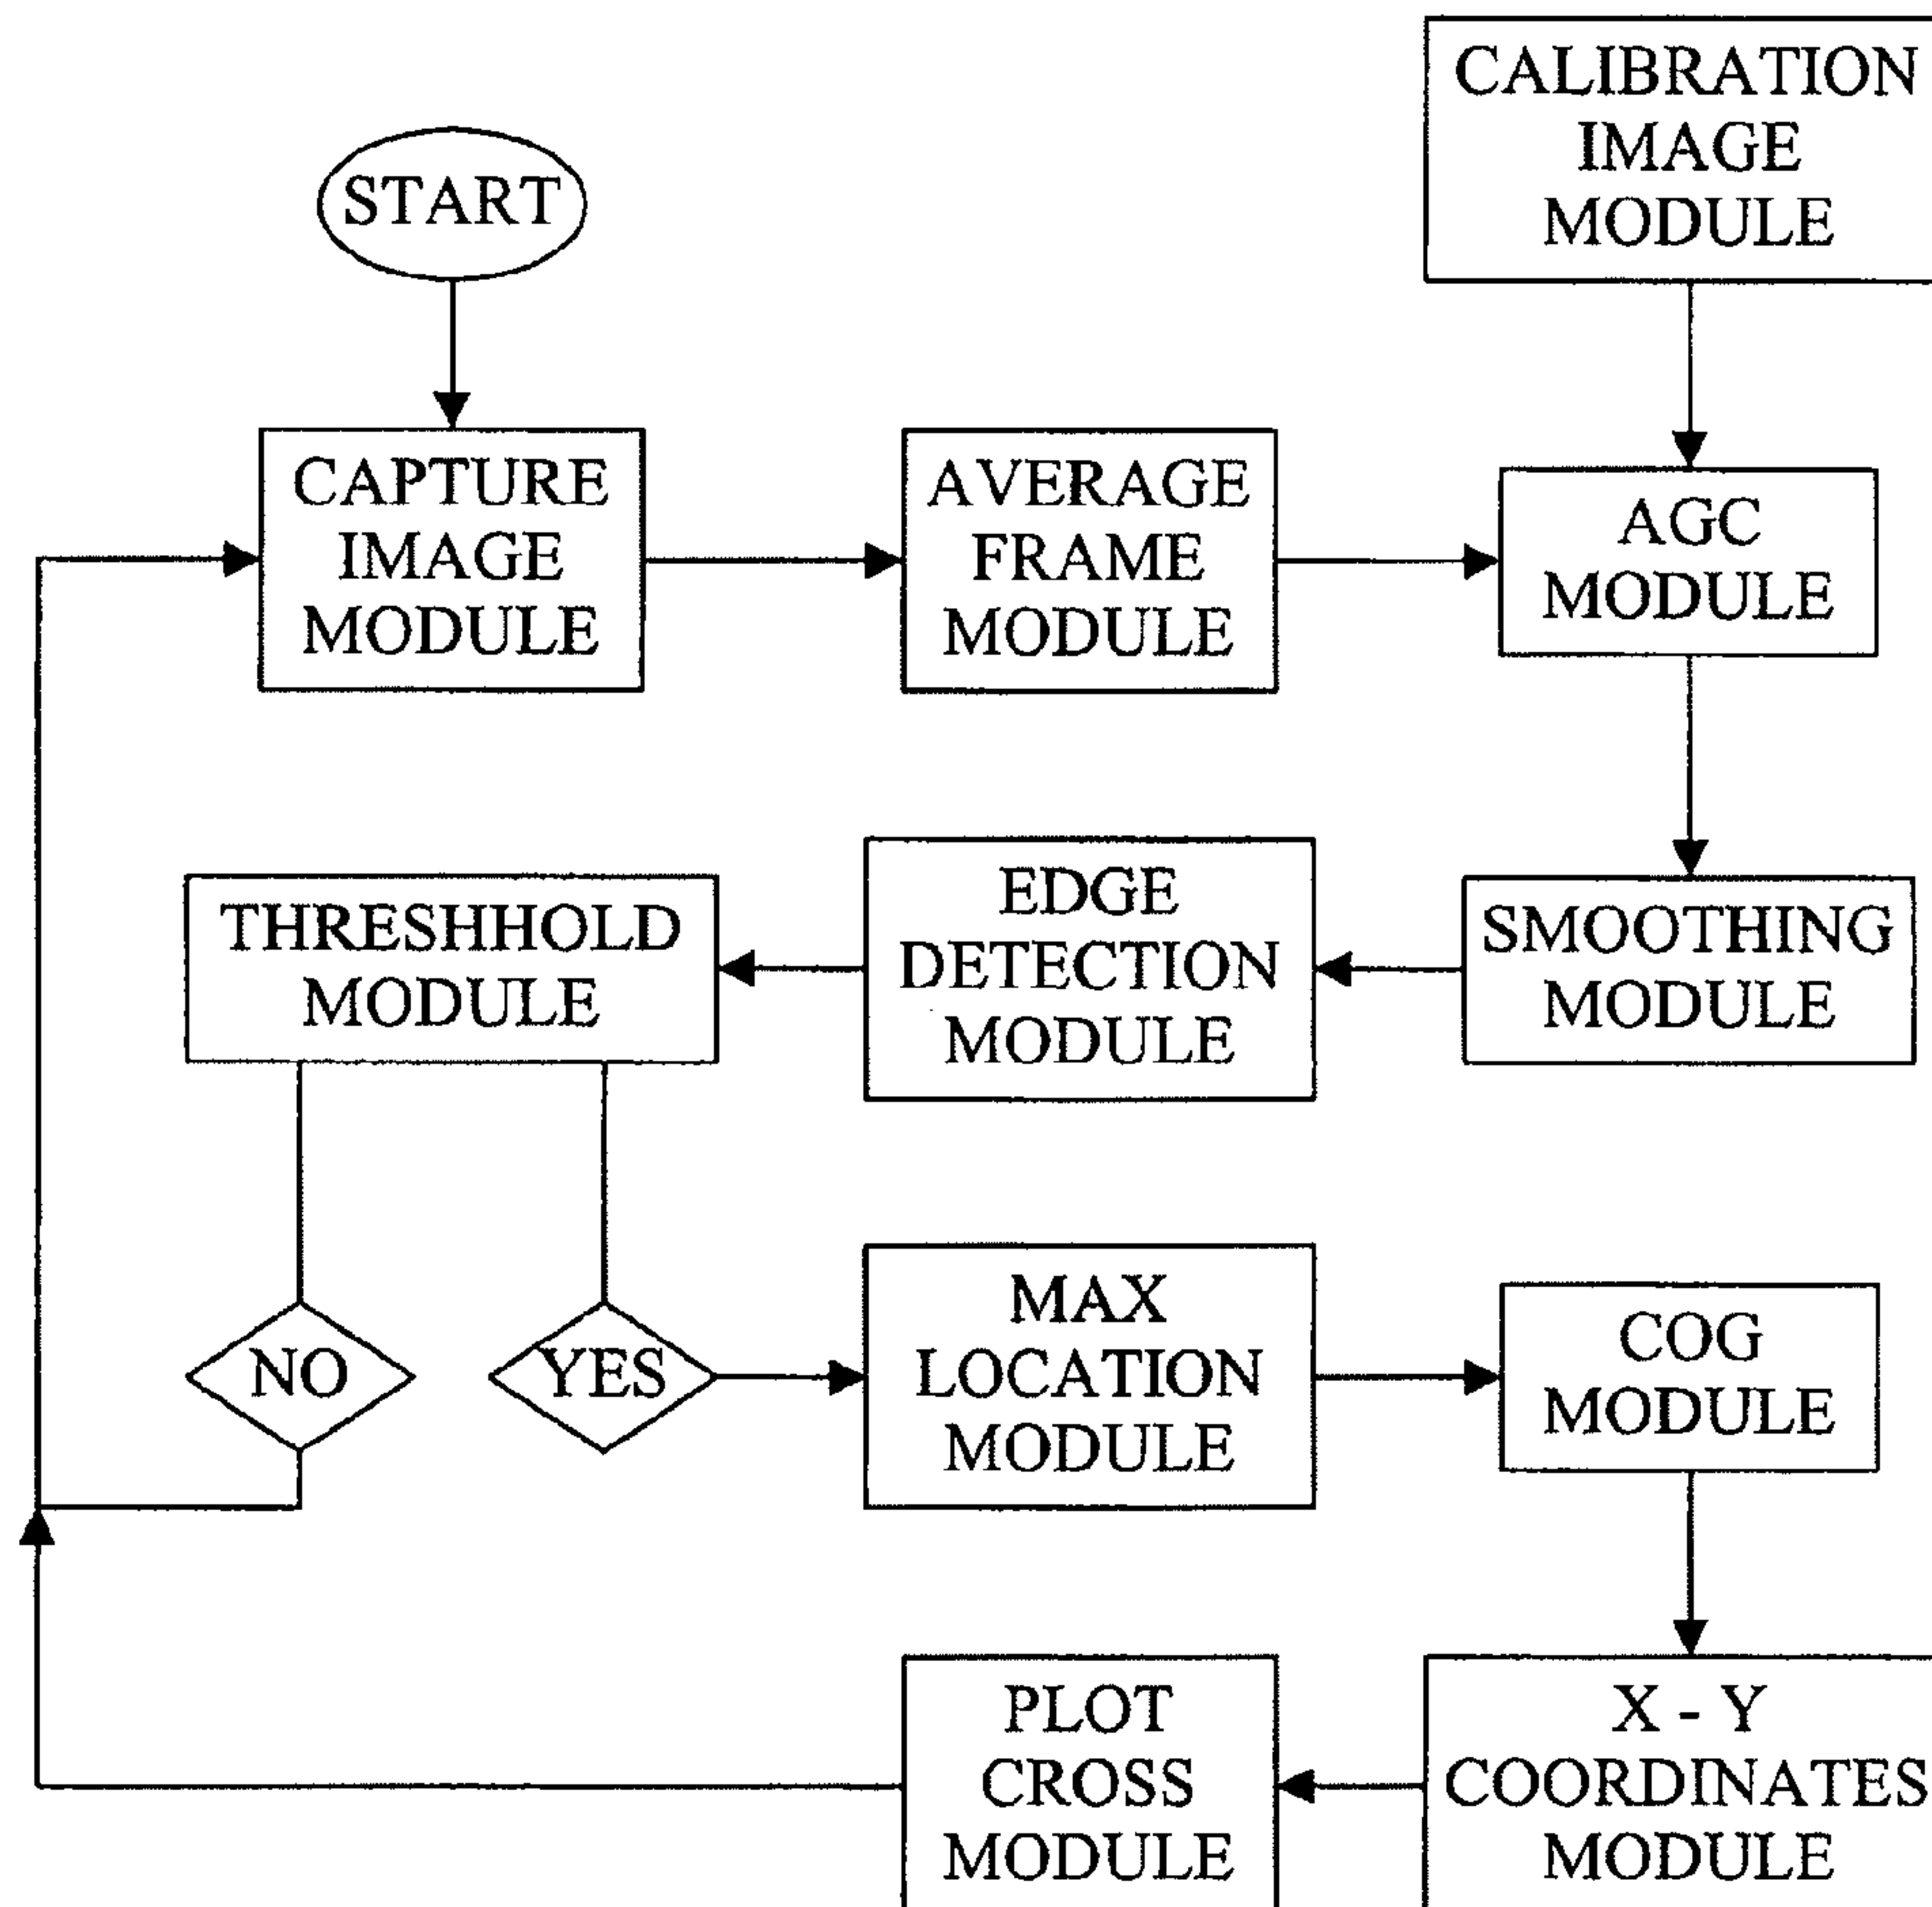 CALIBRATION
IMAGE
MODULE
START
CAPTURE
IMAGE
MODULE
AVERAGE
FRAME
MODULE
AGC
MODULE
THRESHHOLD
MODULE
EDGE
DETECTION
MODULE
SMOOTHING
MODULE
NO
YES
MAX
LOCATION
MODULE
COG
MODULE
PLOT
CROSS
MODULE
X - Y
COORDINATES
MODULE